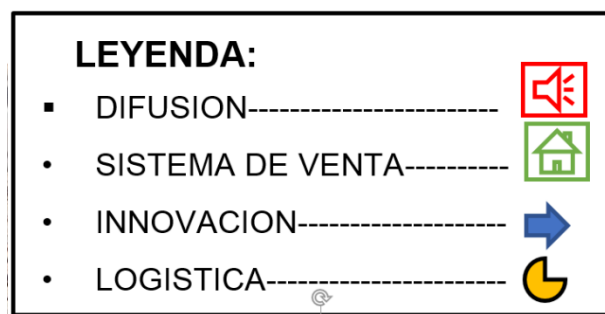 LEYENDA:
▪ DIFUSION------------------------
• SISTEMA DE VENTA----------
• INNOVACION--------------------
• LOGISTICA-----------------------